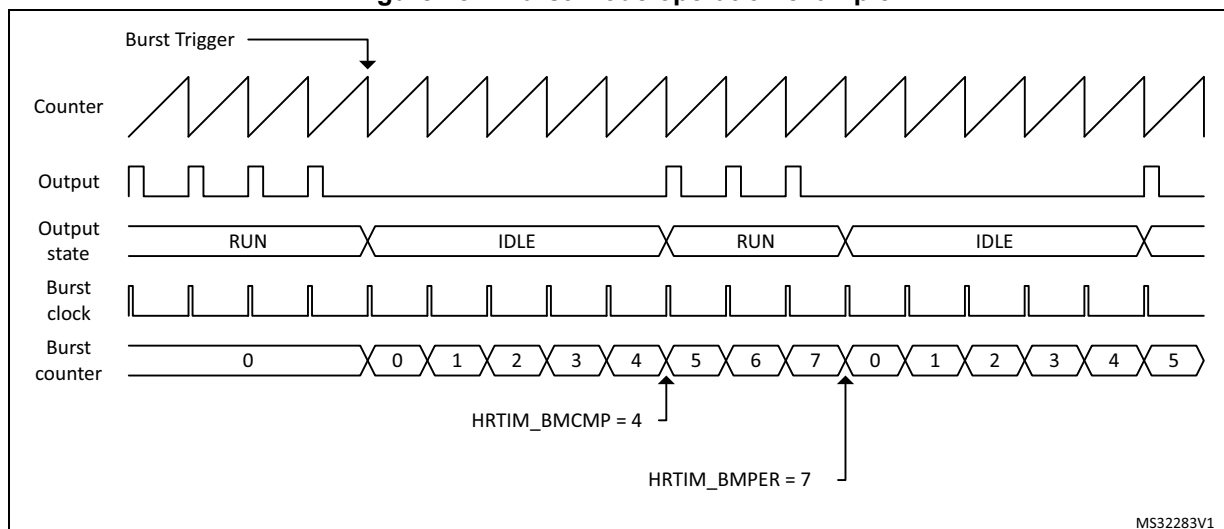 Burst Trigger
Counter
Output
Output
state
RUN IDLE RUN IDLE
Burst
clock
Burst
counter
0 0 1 2 3 4 5 6 7 0 1 2 3 4 5
HRTIM_BMCMP = 4
HRTIM_BMPER = 7
MS32283V1